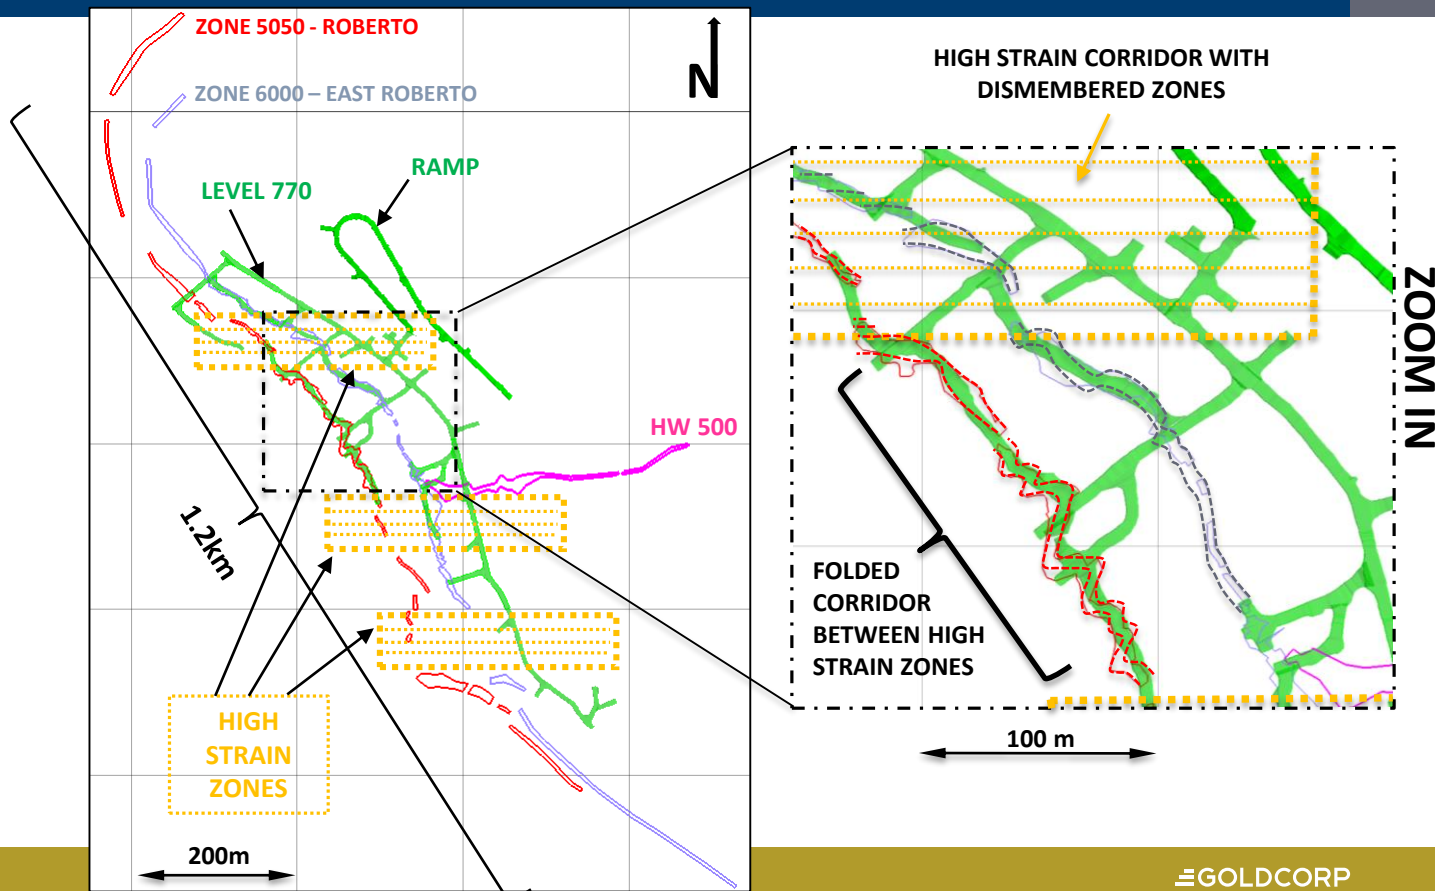 ZONE 5050 - ROBERTO
N
ZONE 6000 – EAST ROBERTO
RAMP
LEVEL 770
HW 500
1.2km
HIGH
STRAIN
ZONES
200m
HIGH STRAIN CORRIDOR WITH
DISMEMBERED ZONES
ZOOM IN
FOLDED
CORRIDOR
BETWEEN HIGH
STRAIN ZONES
100 m
GOLDCORP